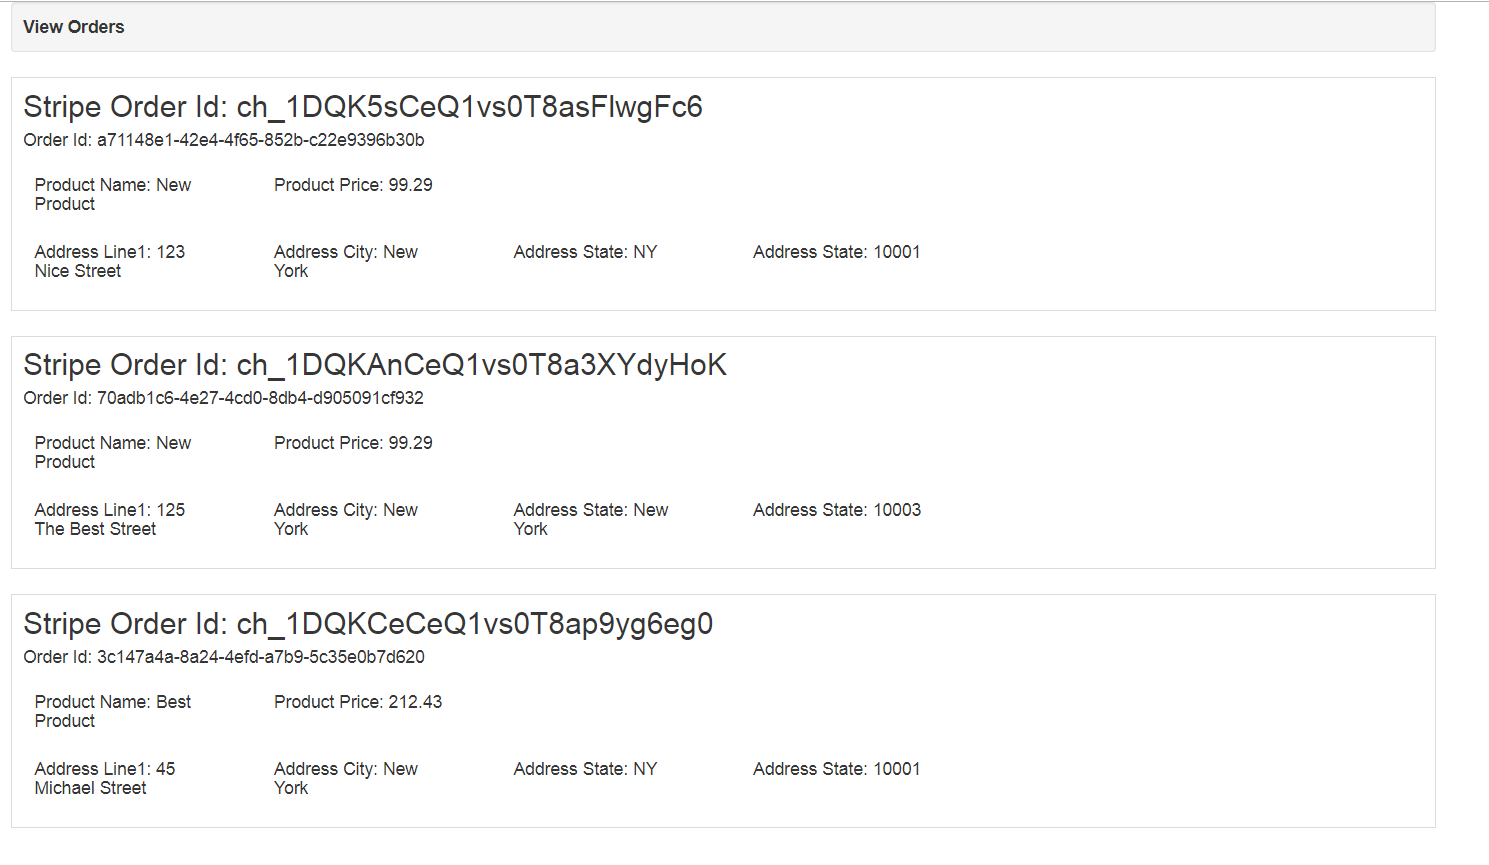 View Orders
Stripe Order Id: ch_1DQK5sCeQ1vs0T8asFlwgFc6
Order Id: a71148e1-42e4-4f65-852b-c22e9396b30b
Product Name: New
Product
Product Price: 99.29
Address Line1: 123
Nice Street
Address City: New
York
Address State: NY
Address State: 10001
Stripe Order Id: ch_1DQKAnCeQ1vs0T8a3XYdyHoK
Order Id: 70adb1c6-4e27-4cd0-8db4-d905091cf932
Product Name: New
Product
Product Price: 99.29
Address Line1: 125
The Best Street
Address City: New
York
Address State: New
York
Address State: 10003
Stripe Order Id: ch_1DQKCeCeQ1vs0T8ap9yg6eg0
Order Id: 3c147a4a-8a24-4efd-a7b9-5c35e0b7d620
Product Name: Best
Product
Product Price: 212.43
Address Line1: 45
Michael Street
Address City: New
York
Address State: NY
Address State: 10001